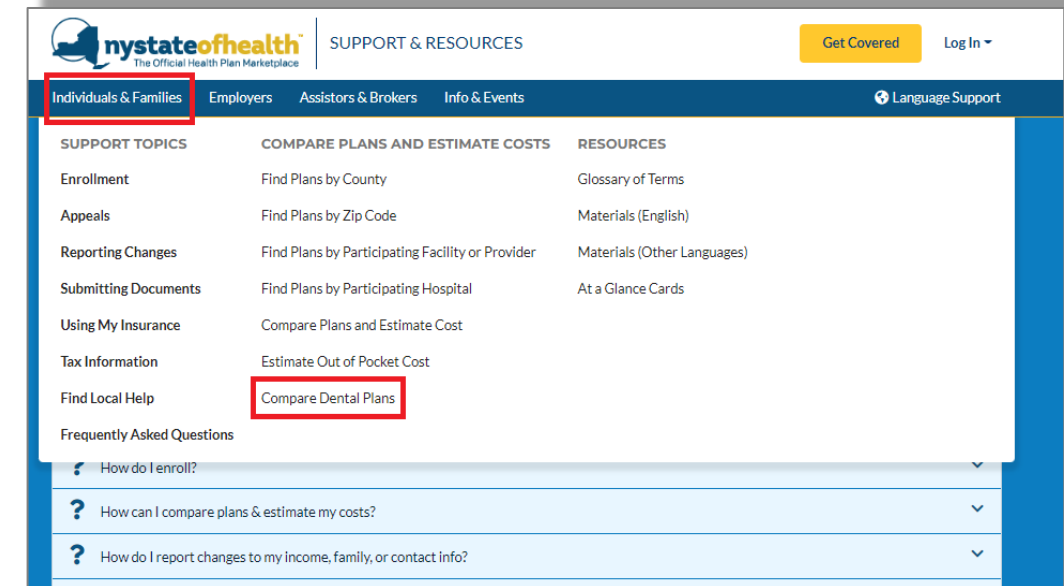 nystateofhealth™
The Official Health Plan Marketplace
SUPPORT & RESOURCES
Get Covered
Log In
Individuals & Families
Employers
Assistors & Brokers
Info & Events
Language Support
SUPPORT TOPICS
Enrollment
Appeals
Reporting Changes
Submitting Documents
Using My Insurance
Tax Information
Find Local Help
Frequently Asked Questions
COMPARE PLANS AND ESTIMATE COSTS
Find Plans by County
Find Plans by Zip Code
Find Plans by Participating Facility or Provider
Find Plans by Participating Hospital
Compare Plans and Estimate Cost
Estimate Out of Pocket Cost
Compare Dental Plans
RESOURCES
Glossary of Terms
Materials (English)
Materials (Other Languages)
At a Glance Cards
? How do I enroll?
? How can I compare plans & estimate my costs?
? How do I report changes to my income, family, or contact info?